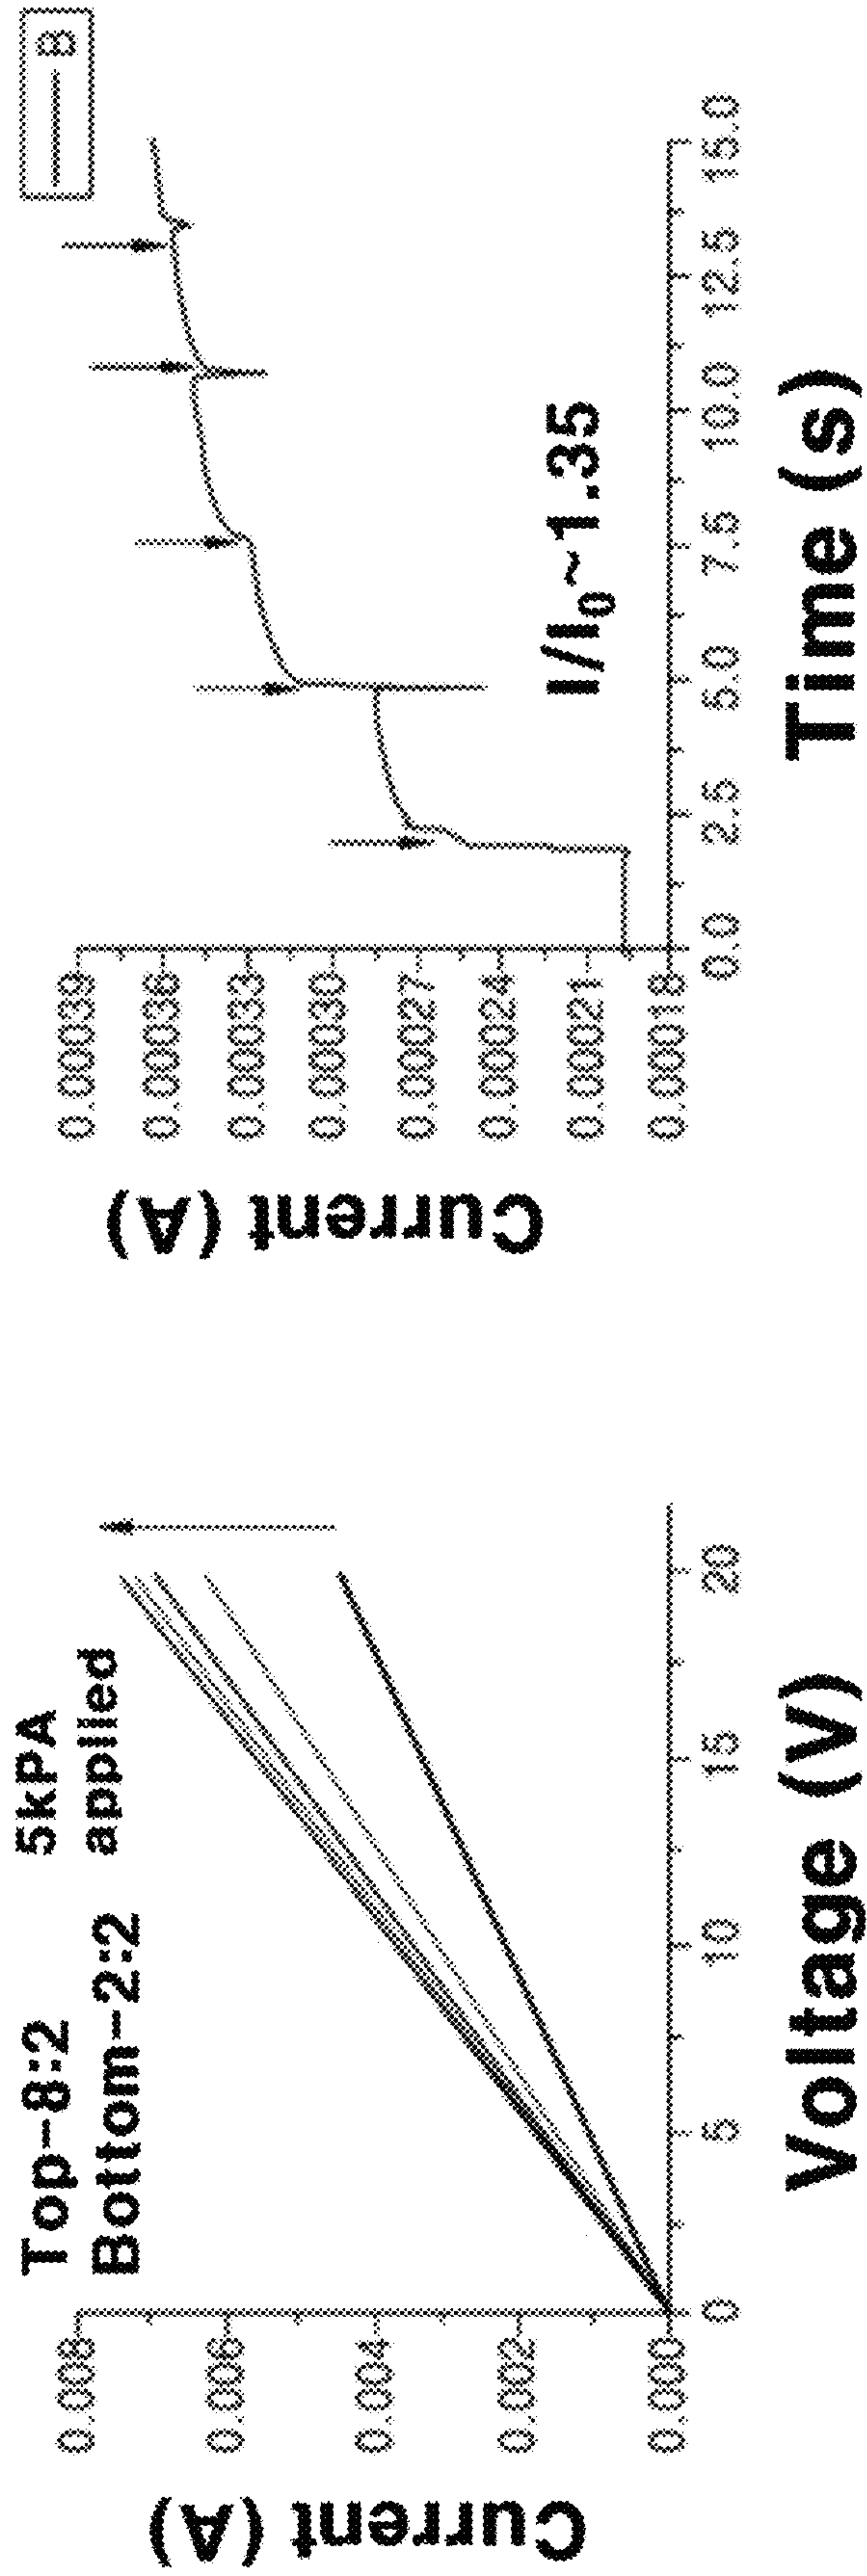 Top-8:2
Bottom-2:2
5kPA
applied
Current (A)
0.008
0.006
0.004
0.002
0.000
0
5
10
15
20
Voltage (V)
B
Current (A)
0.00039
0.00036
0.00033
0.00030
0.00027
0.00024
0.00021
0.00018
I/I0~1.35
0.0
2.5
5.0
7.5
10.0
12.5
15.0
Time (s)